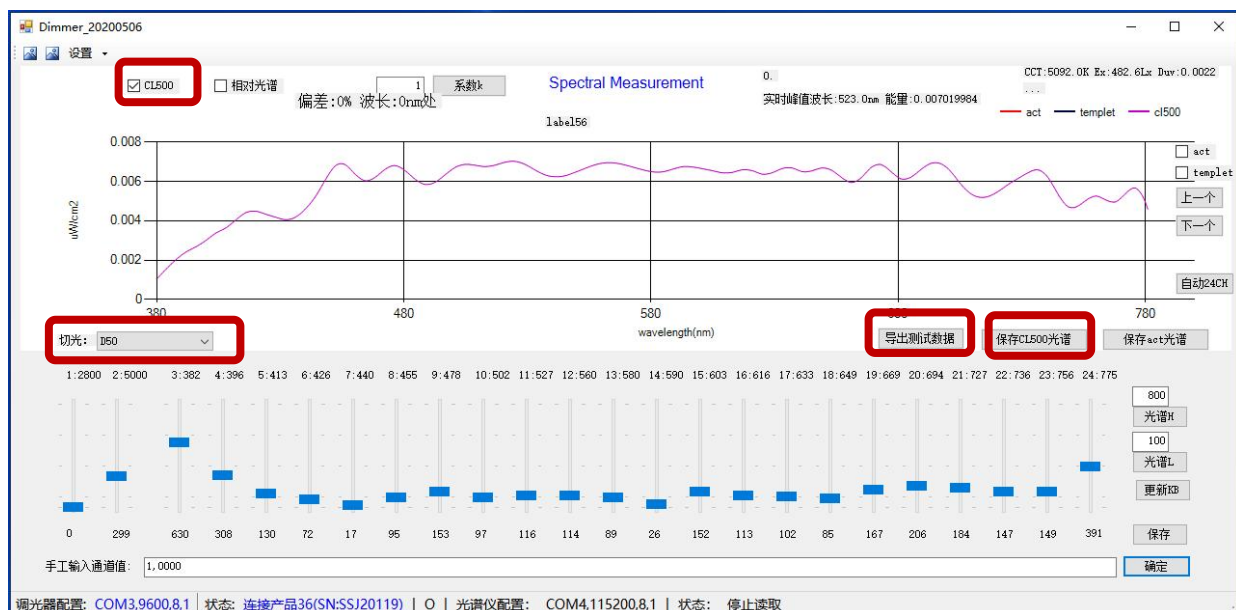 Dimmer_20200506
设置
CL500 相对光谱 1 系数k Spectral Measurement 0. CCT:5092.0K Ex:482.6Lx Duv:0.0022
...
偏差:0% 波长:0nm处 实时峰值波长:523.0nm 能量:0.007019984
label56
act templet cl500
0.008
0.006
0.004
0.002
0
uW/cm2
act
templet
上一个
下一个
自动24CH
380 480 580 780
wavelength(nm)
切光: D50 导出测试数据 保存CL500光谱 保存act光谱
1:2800 2:5000 3:382 4:396 5:413 6:426 7:440 8:455 9:478 10:502 11:527 12:560 13:580 14:590 15:603 16:616 17:633 18:649 19:669 20:694 21:727 22:736 23:756 24:775
800
光谱H
100
光谱L
更新KB
0 299 630 308 130 72 17 95 153 97 116 114 89 26 152 113 102 85 167 206 184 147 149 391 保存
手工输入通道值: 1,0000 确定
调光器配置: COM3,9600,8,1 | 状态: 连接产品36(SN:SSJ20119) | O | 光谱仪配置: COM4,115200,8,1 | 状态: 停止读取